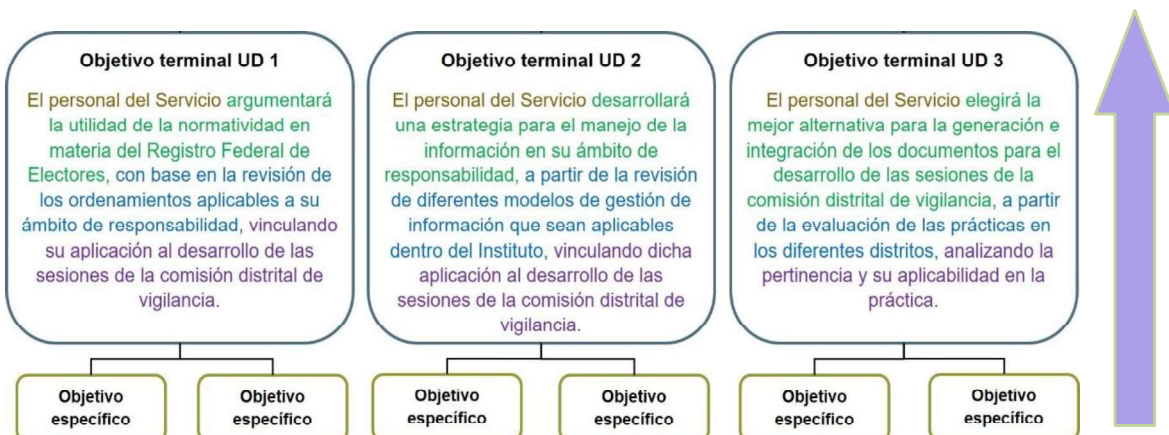 Objetivo terminal UD 1
El personal del Servicio argumentará
la utilidad de la normatividad en
materia del Registro Federal de
Electores, con base en la revisión de
los ordenamientos aplicables a su
ámbito de responsabilidad, vinculando
su aplicación al desarrollo de las
sesiones de la comisión distrital de
vigilancia.
Objetivo terminal UD 2
El personal del Servicio desarrollará
una estrategia para el manejo de la
información en su ámbito de
responsabilidad, a partir de la revisión
de diferentes modelos de gestión de
información que sean aplicables
dentro del Instituto, vinculando dicha
aplicación al desarrollo de las
sesiones de la comisión distrital de
vigilancia.
Objetivo terminal UD 3
El personal del Servicio elegirá la
mejor alternativa para la generación e
integración de los documentos para el
desarrollo de las sesiones de la
comisión distrital de vigilancia, a partir
de la evaluación de las prácticas en
los diferentes distritos, analizando la
pertinencia y su aplicabilidad en la
práctica.
Objetivo
específico
Objetivo
específico
Objetivo
específico
Objetivo
específico
Objetivo
específico
Objetivo
específico